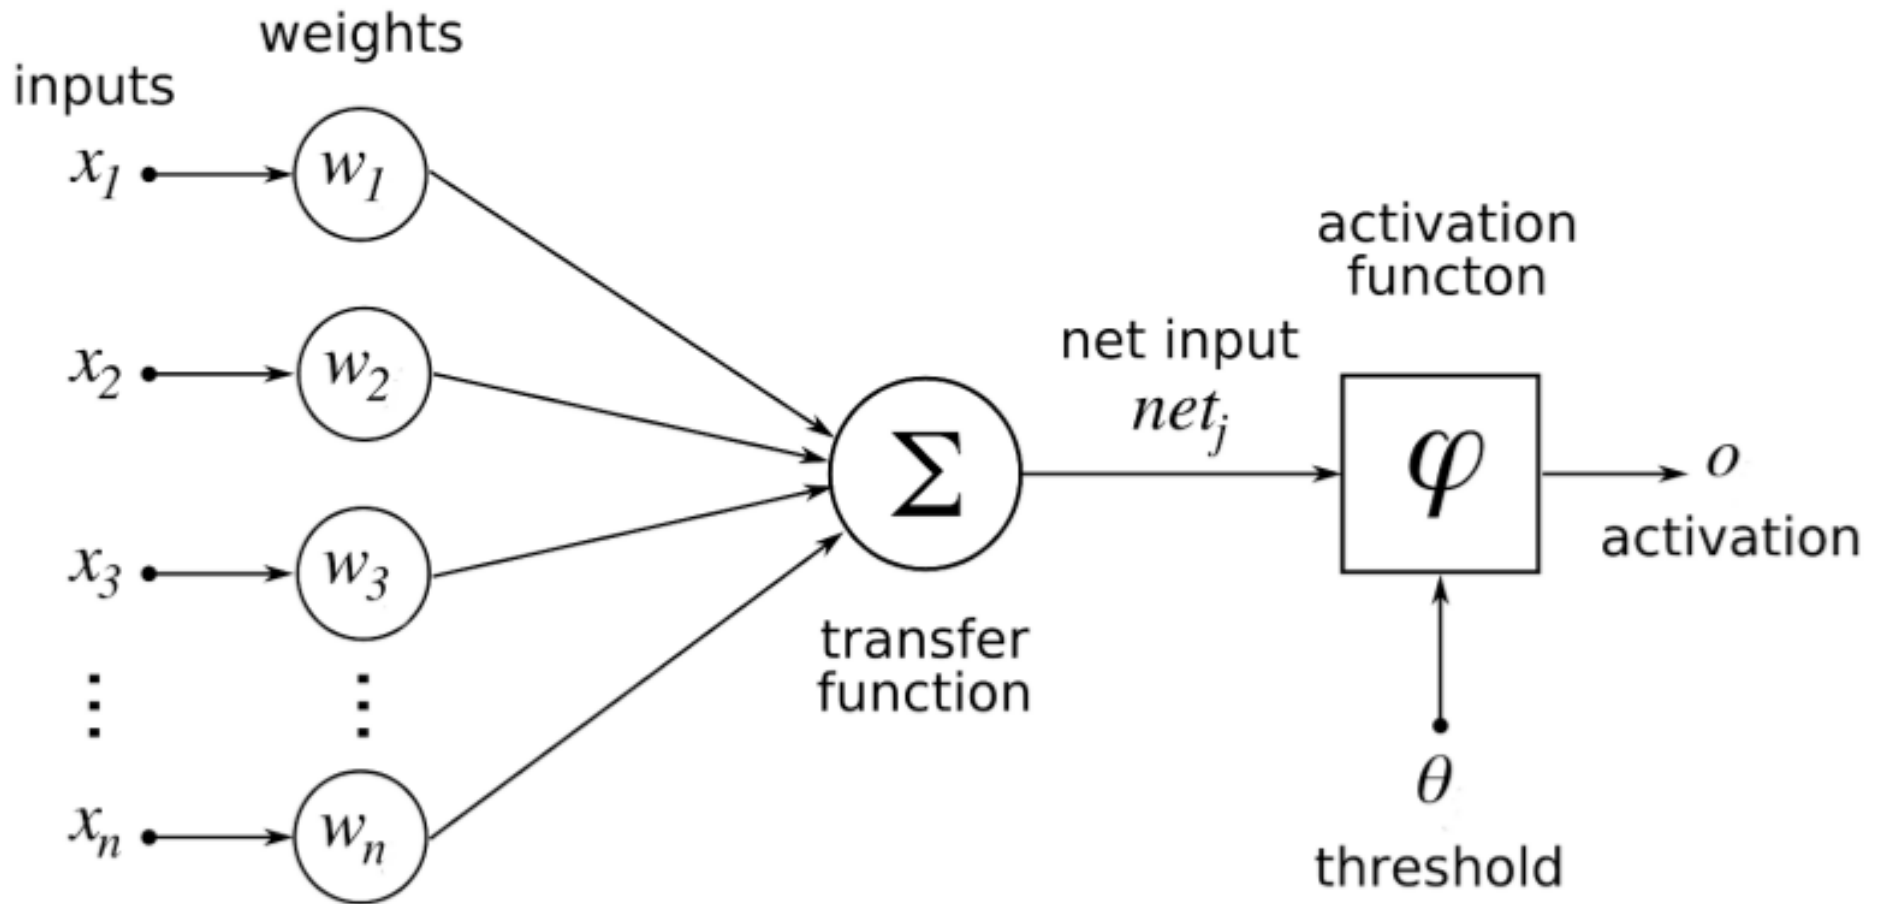 weights
inputs
x₁
w₁
x₂
w₂
x₃
w₃
⋮
⋮
xₙ
wₙ
Σ
transfer
function
net input
netⱼ
activation
functon
φ
o
activation
θ
threshold